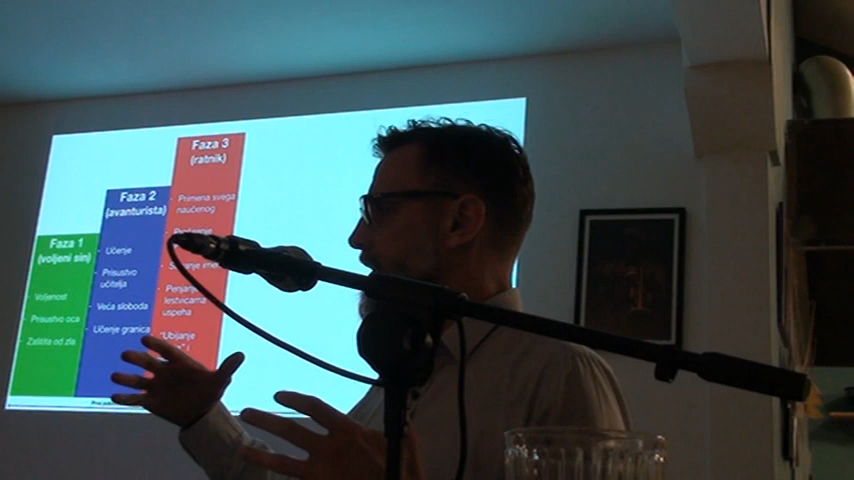 Faza 1
(voljeni sin)
Voljenost
Prisustvo oca
Zaštita od zla
Faza 2
(avanturista)
Učenje
Prisustvo
učitelja
Veća sloboda
Učenje granica
Faza 3
(ratnik)
Primena svega
naučenog
Penjanje
lestvicama
uspeha
"Ubijanje